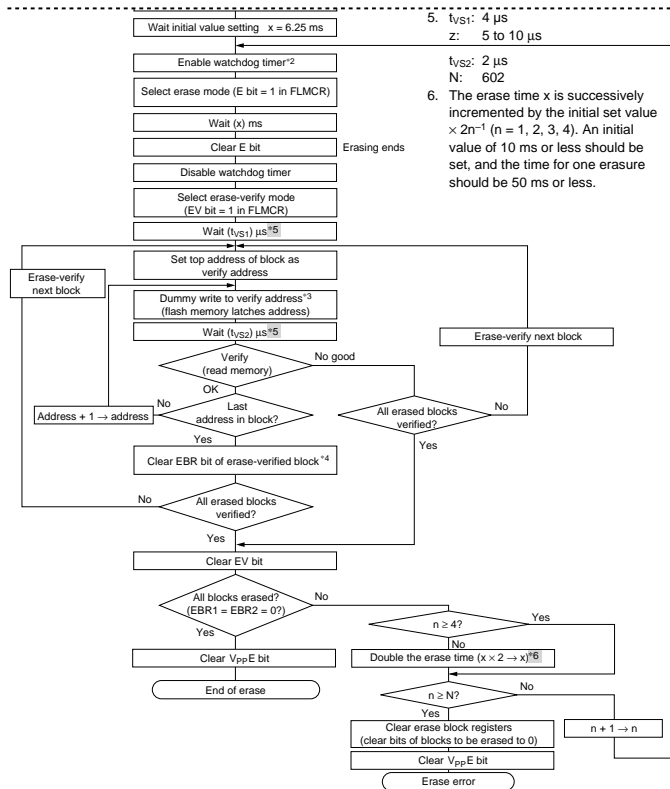 Wait initial value setting x = 6.25 ms
Enable watchdog timer*2
Select erase mode (E bit = 1 in FLMCR)
Wait (x) ms
Clear E bit
Erasing ends
Disable watchdog timer
Select erase-verify mode
(EV bit = 1 in FLMCR)
Wait (tVS1) μs*5
Set top address of block as
verify address
Erase-verify
next block
Dummy write to verify address*3
(flash memory latches address)
Wait (tVS2) μs*5
Erase-verify next block
Verify
(read memory)
No good
OK
Last
address in block?
No
Address + 1 → address
Yes
All erased blocks
verified?
No
Yes
Clear EBR bit of erase-verified block*4
All erased blocks
verified?
No
Yes
Clear EV bit
All blocks erased?
(EBR1 = EBR2 = 0?)
No
Yes
n ≥ 4?
Yes
No
Clear VPPE bit
Double the erase time (x × 2 → x)*6
End of erase
n ≥ N?
No
Yes
Clear erase block registers
(clear bits of blocks to be erased to 0)
n + 1 → n
Clear VPPE bit
Erase error
5. tVS1: 4 μs
z: 5 to 10 μs
tVS2: 2 μs
N: 602
6. The erase time x is successively
incremented by the initial set value
× 2n–1 (n = 1, 2, 3, 4). An initial
value of 10 ms or less should be
set, and the time for one erasure
should be 50 ms or less.